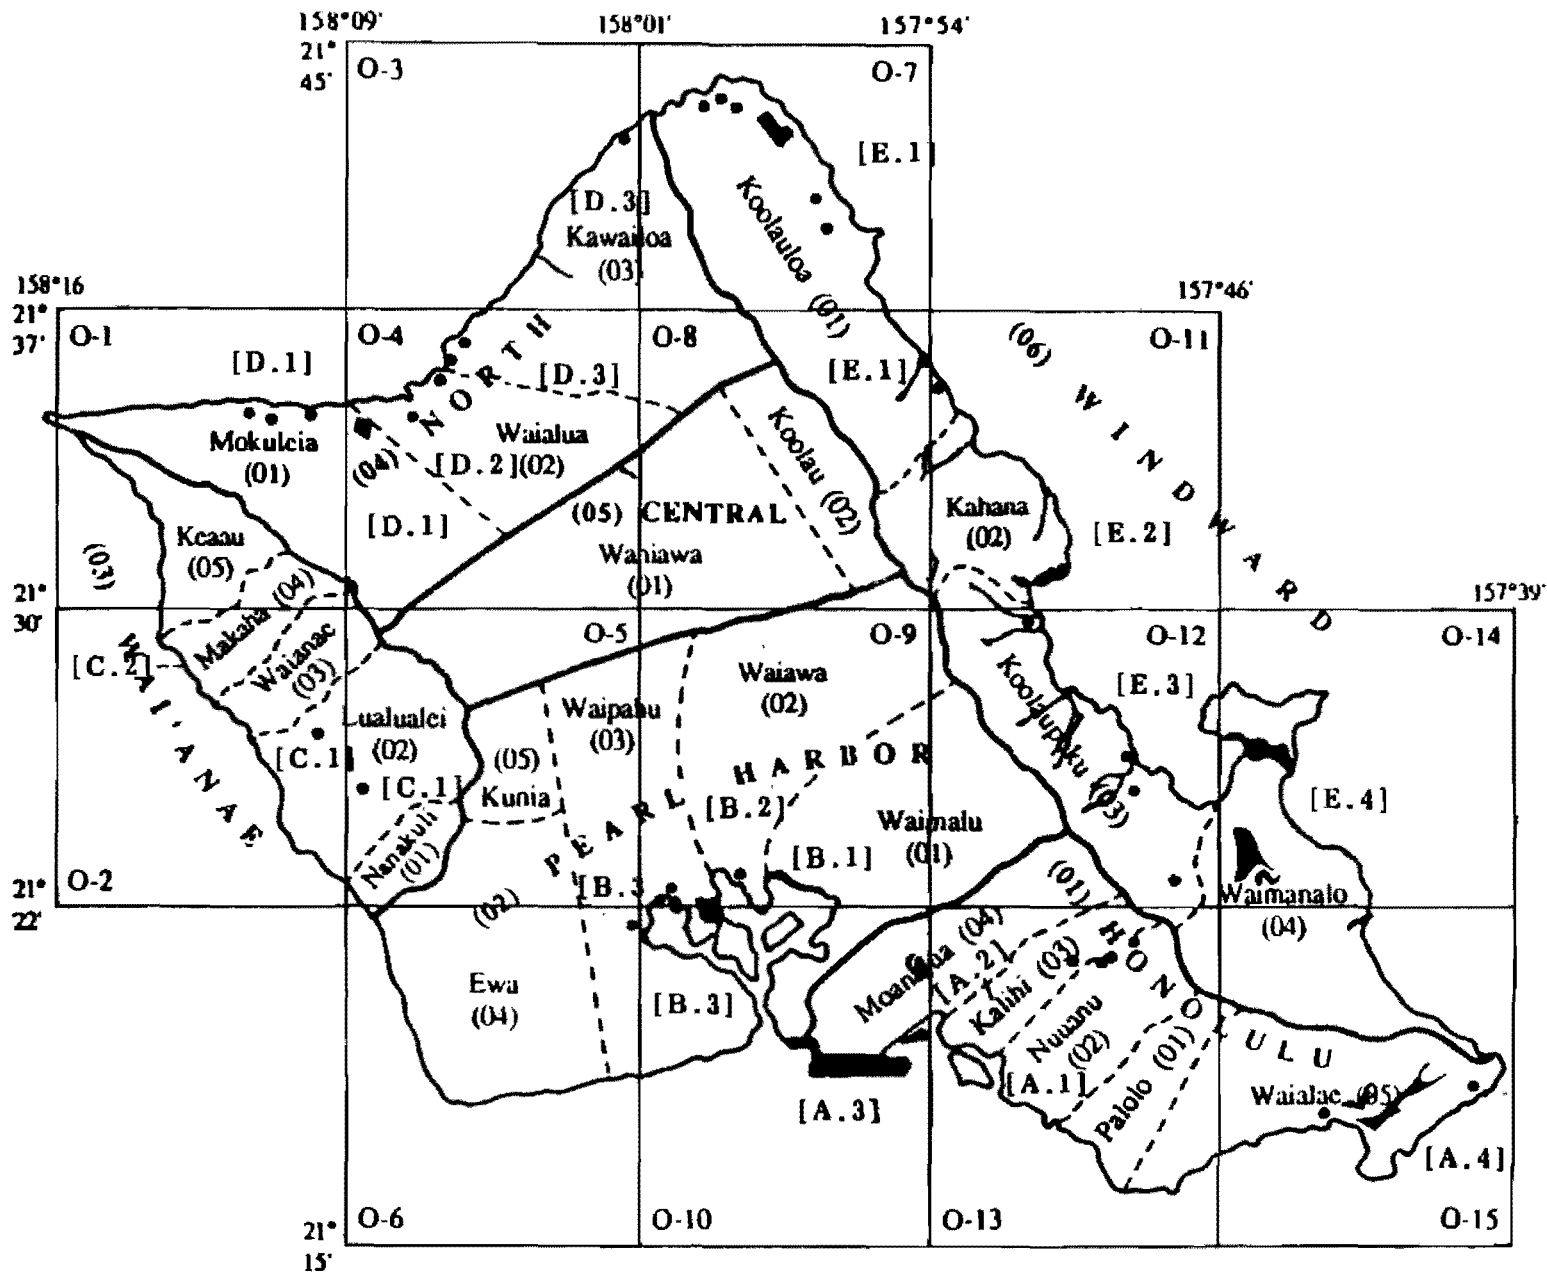 158°09'
158°01'
157°54'
21°
45'
O-3
O-7
[E.1]
[D.3]
Kawailoa
(03)
Koolauloa (01)
158°16
157°46'
21°
37'
O-1
O-4
O-8
O-11
[D.1]
NORTH
[D.3]
[E.1]
(06) WINDWARD
Mokuleia
(01)
(04)
Waialua
[D.2](02)
Koolau (02)
[D.1]
(05) CENTRAL
Wahiawa
(01)
Kahana
(02)
[E.2]
Keaau
(05)
(03)
Makaha (04)
21°
30'
157°39'
O-5
O-9
O-12
O-14
[C.2]
WAI'ANAE
Waianae
(03)
Lualualei
(02)
[C.1]
[C.1]
Nanakuli
(01)
(05)
Kunia
Waipahu
(03)
Waiawa
(02)
Koolaupoko (03)
[E.3]
PEARL HARBOR
[B.2]
Waimalu
(01)
[B.1]
[E.4]
21°
22'
O-2
(02)
[B.3
(01)
HONOLULU
Waimanalo
(04)
Ewa
(04)
[B.3]
Moanalua (04)
[A.2]
Kalihi (03)
Nuuanu
(02)
Palolo (01)
[A.1]
Waialae (05)
[A.3]
[A.4]
21°
15'
O-6
O-10
O-13
O-15